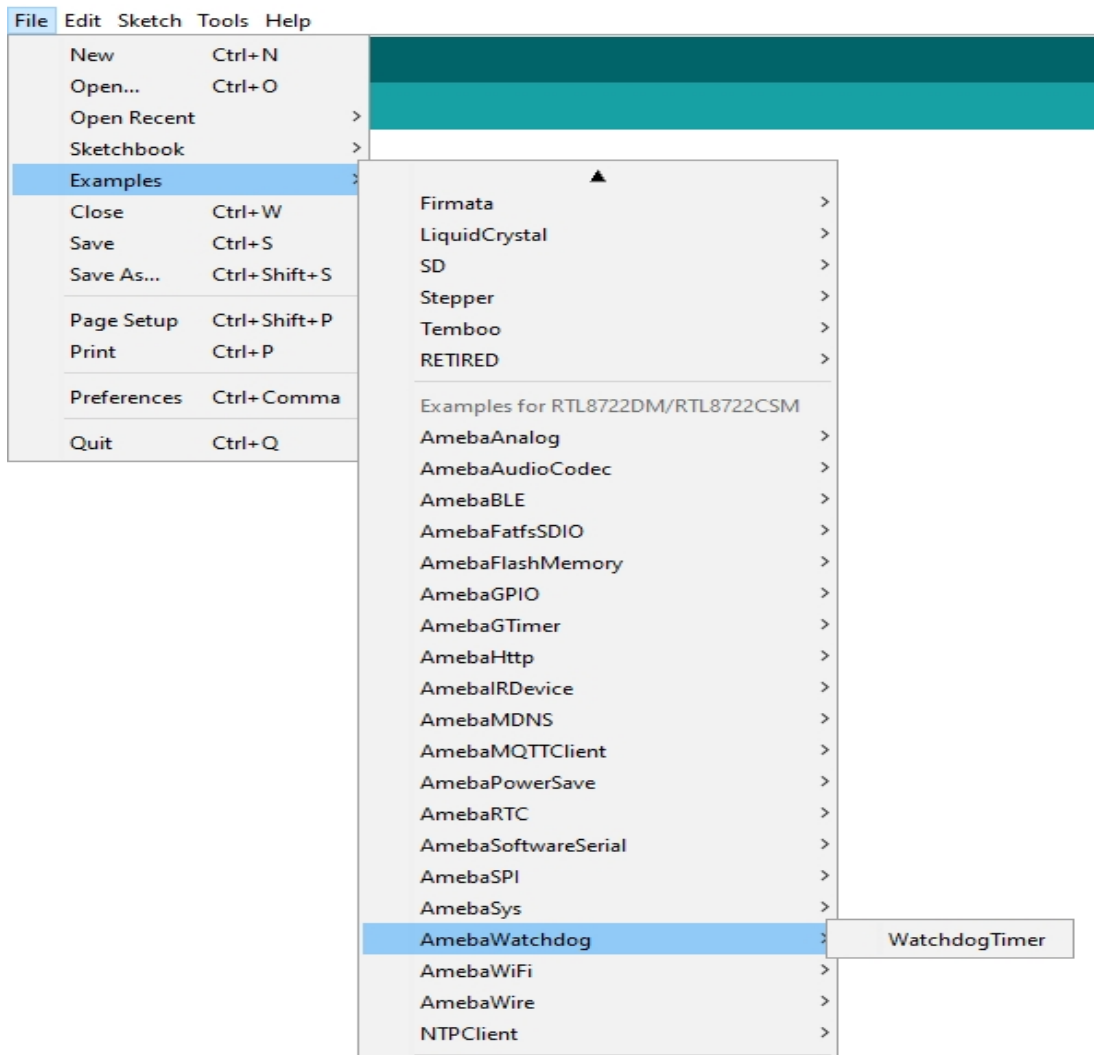 File Edit Sketch Tools Help
New Ctrl+N
Open... Ctrl+O
Open Recent >
Sketchbook >
Examples >
Close Ctrl+W
Save Ctrl+S
Save As... Ctrl+Shift+S
Page Setup Ctrl+Shift+P
Print Ctrl+P
Preferences Ctrl+Comma
Quit Ctrl+Q
Firmata >
LiquidCrystal >
SD >
Stepper >
Temboo >
RETIRED >
Examples for RTL8722DM/RTL8722CSM
AmebaAnalog >
AmebaAudioCodec >
AmebaBLE >
AmebaFatfsSDIO >
AmebaFlashMemory >
AmebaGPIO >
AmebaGTimer >
AmebaHttp >
AmebaIRDevice >
AmebaMDNS >
AmebaMQTTClient >
AmebaPowerSave >
AmebaRTC >
AmebaSoftwareSerial >
AmebaSPI >
AmebaSys >
AmebaWatchdog >
WatchdogTimer
AmebaWiFi >
AmebaWire >
NTPClient >